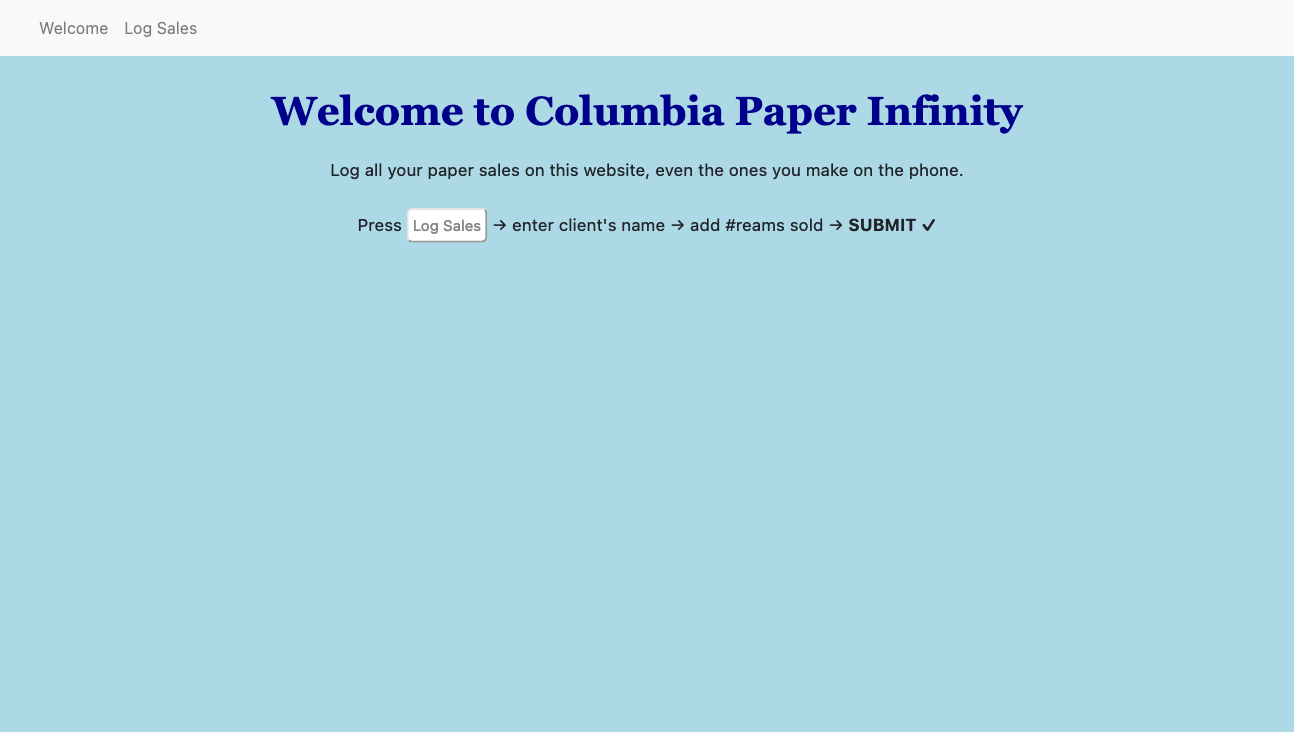 Welcome Log Sales
Welcome to Columbia Paper Infinity
Log all your paper sales on this website, even the ones you make on the phone.
Press Log Sales → enter client's name → add #reams sold → SUBMIT ✓